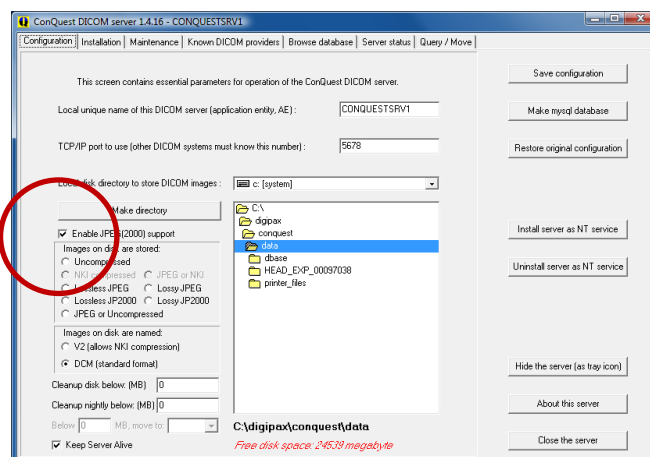 ConQuest DICOM server 1.4.16 - CONQUESTSRV1
Configuration Installation Maintenance Known DICOM providers Browse database Server status Query / Move
This screen contains essential parameters for operation of the ConQuest DICOM server.
Local unique name of this DICOM server (application entity, AE) : CONQUESTSRV1
TCP/IP port to use (other DICOM systems must know this number) : 5678
Local disk directory to store DICOM images : c: [system]
Make directory
Enable JPEG(2000) support
Images on disk are stored:
Uncompressed
NKI compressed JPEG or NKI
Lossless JPEG Lossy JPEG
Lossless JP2000 Lossy JP2000
JPEG or Uncompressed
Images on disk are named:
V2 (allows NKI compression)
DCM (standard format)
Cleanup disk below: (MB) 0
Cleanup nightly below: (MB) 0
Below 0 MB, move to:
Keep Server Alive
C:\
digipax
conquest
data
dbase
HEAD_EXP_00097038
printer_files
C:\digipax\conquest\data
Free disk space: 24539 megabyte
Save configuration
Make mysql database
Restore original configuration
Install server as NT service
Uninstall server as NT service
Hide the server (as tray icon)
About this server
Close the server